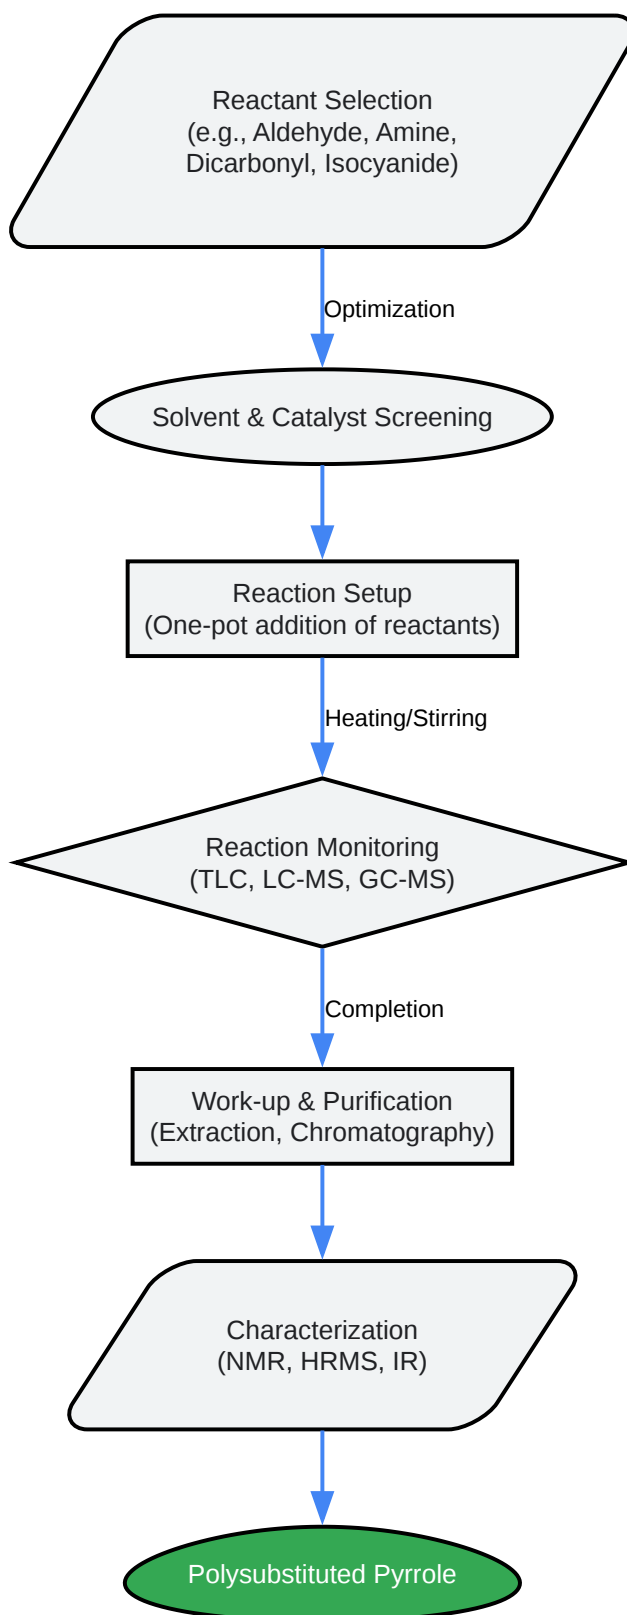 Reactant Selection
(e.g., Aldehyde, Amine,
Dicarbonyl, Isocyanide)
Optimization
Solvent & Catalyst Screening
Reaction Setup
(One-pot addition of reactants)
Heating/Stirring
Reaction Monitoring
(TLC, LC-MS, GC-MS)
Completion
Work-up & Purification
(Extraction, Chromatography)
Characterization
(NMR, HRMS, IR)
Polysubstituted Pyrrole